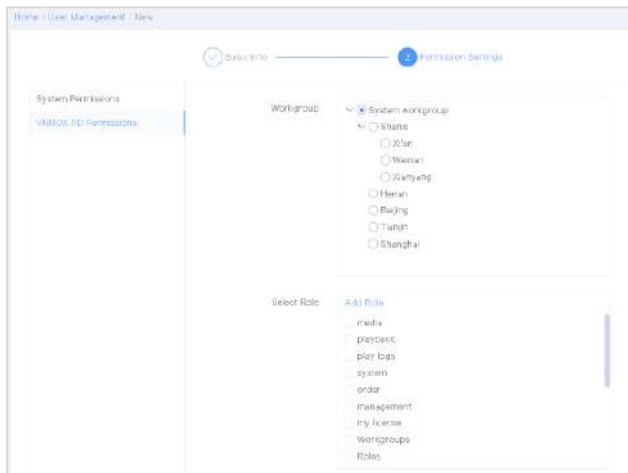 Home / User Management / New
Basic Info
2 Permission Settings
System Permissions
VNNOX AD Permissions
Workgroup
System workgroup
Shanxi
Xi'an
Weinan
Xianyang
Henan
Beijing
Tianjin
Shanghai
Select Role
Add Role
media
playback
play logs
system
order
management
my license
Workgroups
Roles